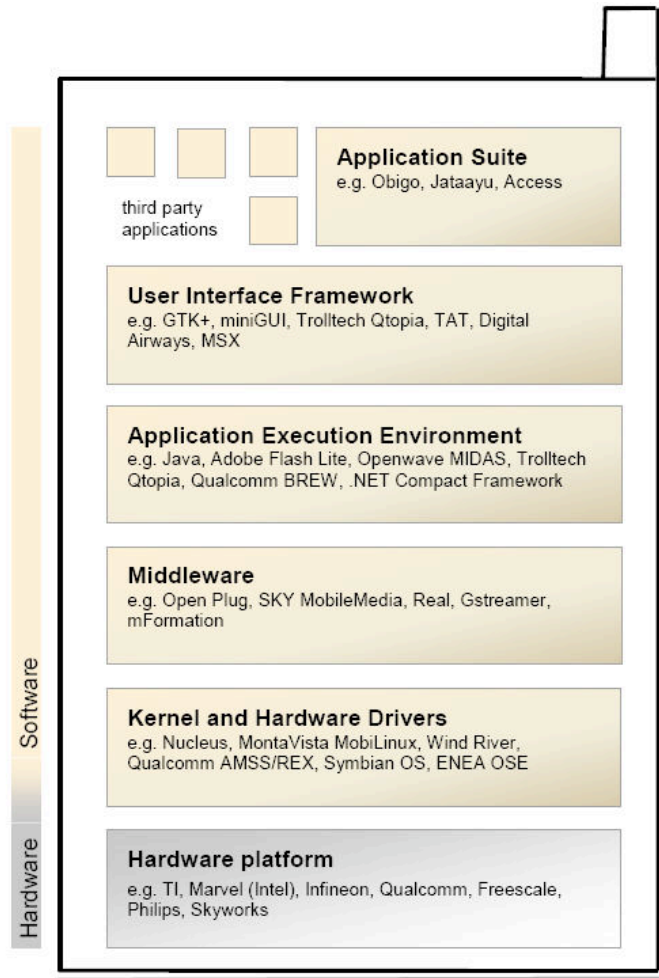 Application Suite
e.g. Obigo, Jataayu, Access
third party
applications
User Interface Framework
e.g. GTK+, miniGUI, Trolltech Qtopia, TAT, Digital
Airways, MSX
Application Execution Environment
e.g. Java, Adobe Flash Lite, Openwave MIDAS, Trolltech
Qtopia, Qualcomm BREW, .NET Compact Framework
Middleware
e.g. Open Plug, SKY MobileMedia, Real, Gstreamer,
mFormation
Software
Kernel and Hardware Drivers
e.g. Nucleus, MontaVista MobiLinux, Wind River,
Qualcomm AMSS/REX, Symbian OS, ENEA OSE
Hardware
Hardware platform
e.g. TI, Marvel (Intel), Infineon, Qualcomm, Freescale,
Philips, Skyworks